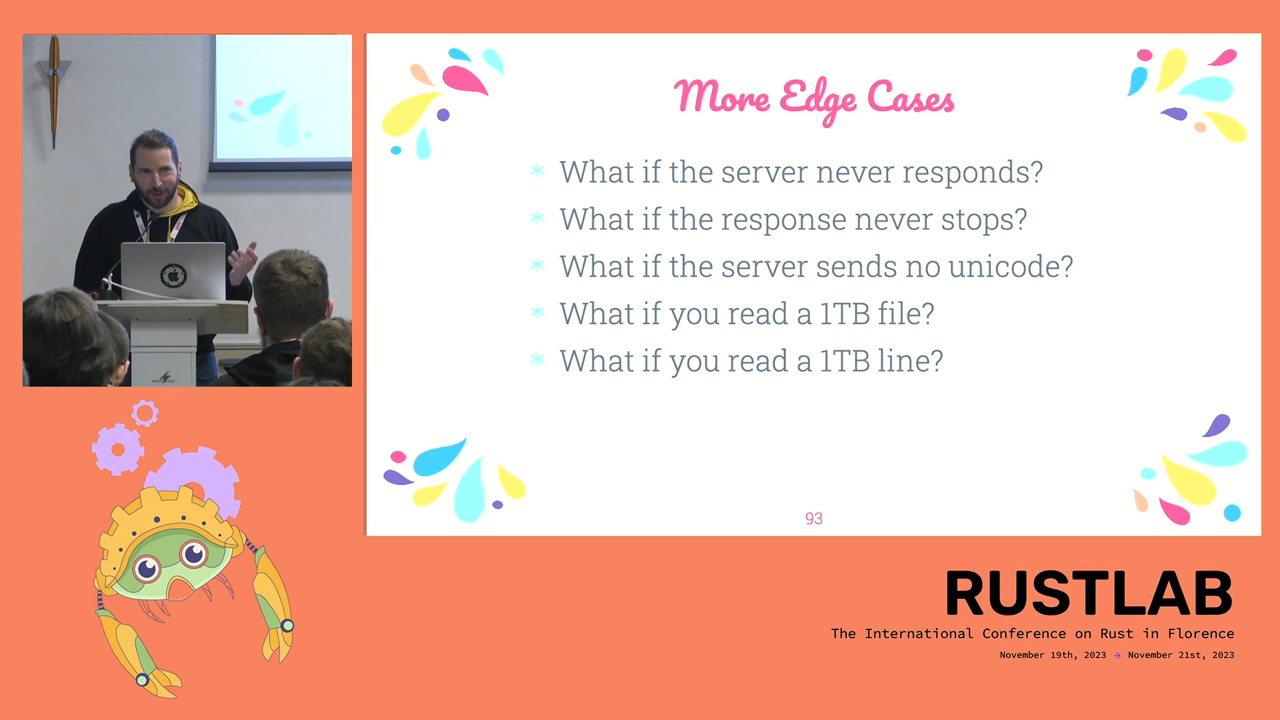 More Edge Cases
* What if the server never responds?
* What if the response never stops?
* What if the server sends no unicode?
* What if you read a 1TB file?
* What if you read a 1TB line?
93
RUSTLAB
The International Conference on Rust in Florence
November 19th, 2023 → November 21st, 2023